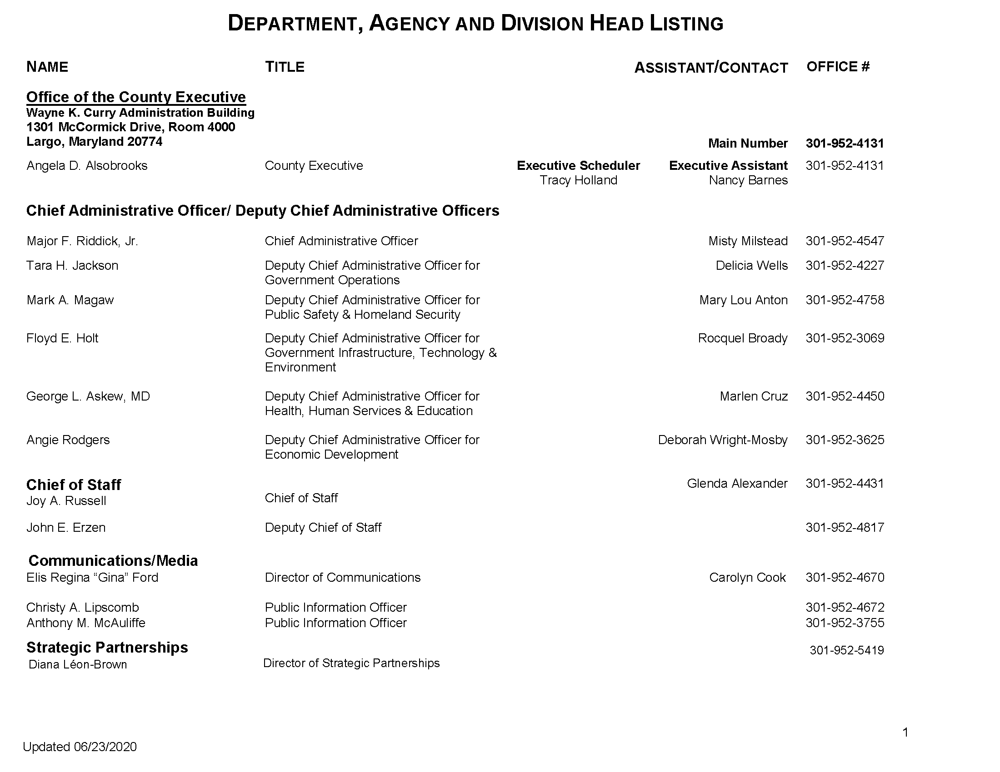 DEPARTMENT, AGENCY AND DIVISION HEAD LISTING
NAME TITLE ASSISTANT/CONTACT OFFICE #
Office of the County Executive
Wayne K. Curry Administration Building
1301 McCormick Drive, Room 4000
Largo, Maryland 20774 Main Number 301-952-4131
Angela D. Alsobrooks County Executive Executive Scheduler Executive Assistant 301-952-4131
Tracy Holland Nancy Barnes
Chief Administrative Officer/ Deputy Chief Administrative Officers
Major F. Riddick, Jr. Chief Administrative Officer Misty Milstead 301-952-4547
Tara H. Jackson Deputy Chief Administrative Officer for Delicia Wells 301-952-4227
Government Operations
Mark A. Magaw Deputy Chief Administrative Officer for Mary Lou Anton 301-952-4758
Public Safety & Homeland Security
Floyd E. Holt Deputy Chief Administrative Officer for Rocquel Broady 301-952-3069
Government Infrastructure, Technology &
Environment
George L. Askew, MD Deputy Chief Administrative Officer for Marlen Cruz 301-952-4450
Health, Human Services & Education
Angie Rodgers Deputy Chief Administrative Officer for Deborah Wright-Mosby 301-952-3625
Economic Development
Chief of Staff Glenda Alexander 301-952-4431
Joy A. Russell Chief of Staff
John E. Erzen Deputy Chief of Staff 301-952-4817
Communications/Media
Elis Regina “Gina” Ford Director of Communications Carolyn Cook 301-952-4670
Christy A. Lipscomb Public Information Officer 301-952-4672
Anthony M. McAuliffe Public Information Officer 301-952-3755
Strategic Partnerships 301-952-5419
Diana Léon-Brown Director of Strategic Partnerships
1
Updated 06/23/2020